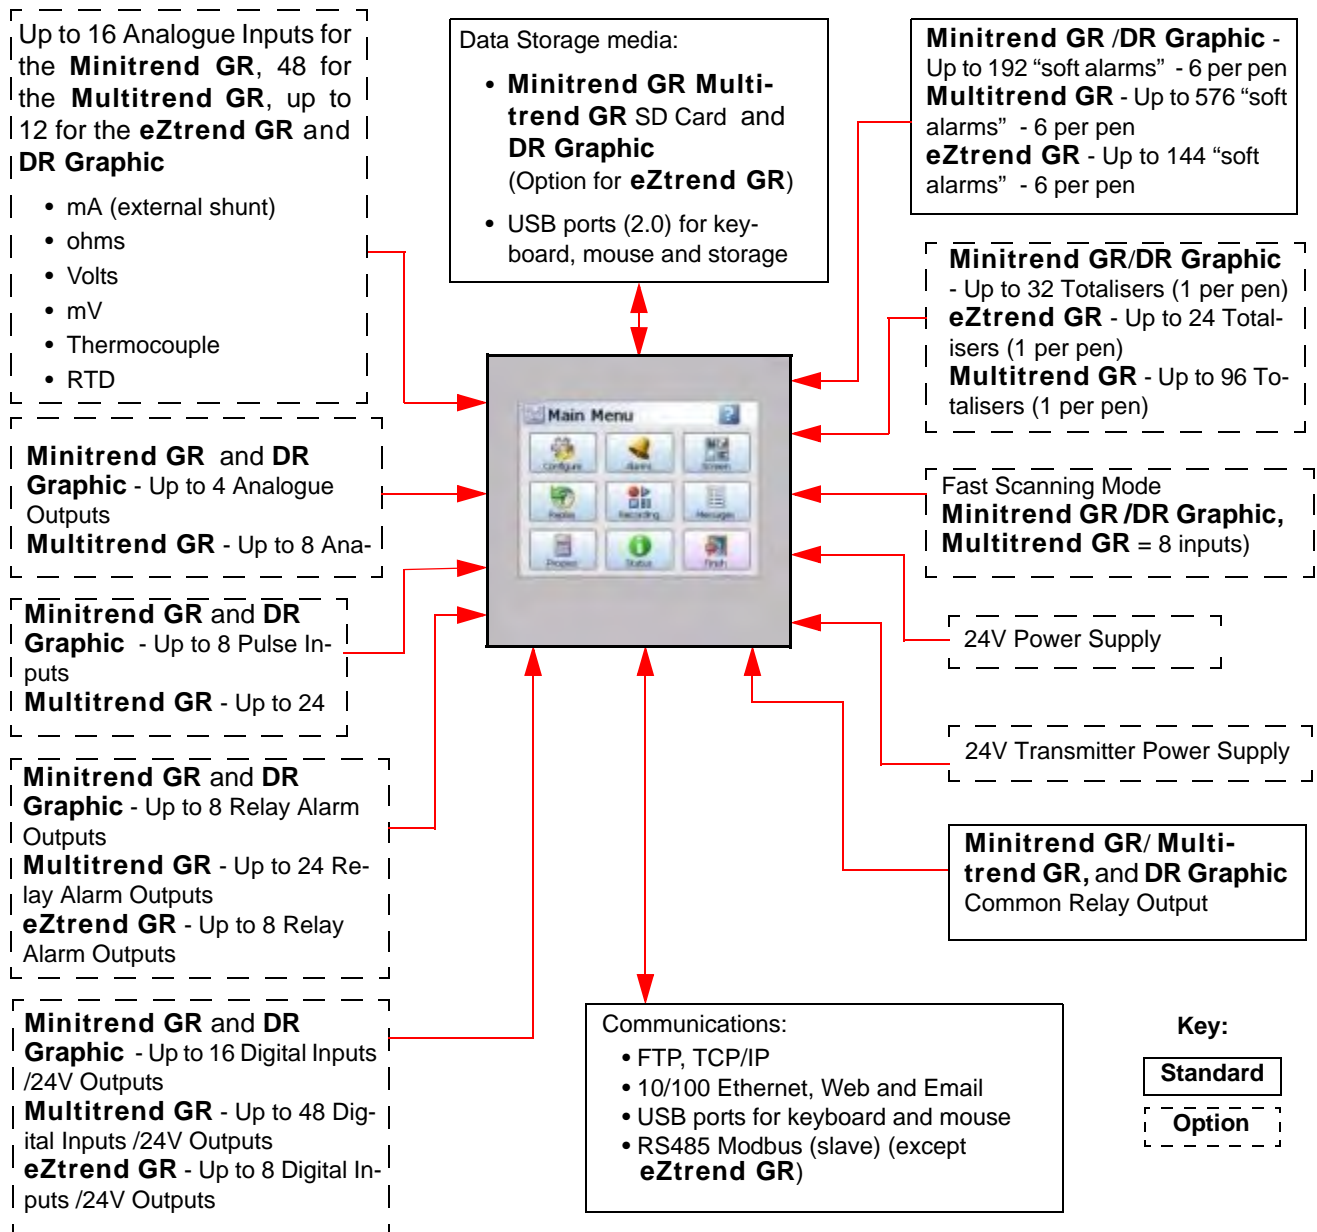 Up to 16 Analogue Inputs for
the Minitrend GR, 48 for
the Multitrend GR, up to
12 for the eZtrend GR and
DR Graphic
• mA (external shunt)
• ohms
• Volts
• mV
• Thermocouple
• RTD
Minitrend GR and DR
Graphic - Up to 4 Analogue
Outputs
Multitrend GR - Up to 8 Ana-
Minitrend GR and DR
Graphic - Up to 8 Pulse In-
puts
Multitrend GR - Up to 24
Minitrend GR and DR
Graphic - Up to 8 Relay Alarm
Outputs
Multitrend GR - Up to 24 Re-
lay Alarm Outputs
eZtrend GR - Up to 8 Relay
Alarm Outputs
Minitrend GR and DR
Graphic - Up to 16 Digital Inputs
/24V Outputs
Multitrend GR - Up to 48 Dig-
ital Inputs /24V Outputs
eZtrend GR - Up to 8 Digital In-
puts /24V Outputs
Data Storage media:
• Minitrend GR Multi-
trend GR SD Card and
DR Graphic
(Option for eZtrend GR)
• USB ports (2.0) for key-
board, mouse and storage
Main Menu
Configure Alarms Screen
Replay Recording Messages
Process Status Finish
Communications:
• FTP, TCP/IP
• 10/100 Ethernet, Web and Email
• USB ports for keyboard and mouse
• RS485 Modbus (slave) (except
eZtrend GR)
Minitrend GR /DR Graphic -
Up to 192 “soft alarms” - 6 per pen
Multitrend GR - Up to 576 “soft
alarms” - 6 per pen
eZtrend GR - Up to 144 “soft
alarms” - 6 per pen
Minitrend GR/DR Graphic
- Up to 32 Totalisers (1 per pen)
eZtrend GR - Up to 24 Total-
isers (1 per pen)
Multitrend GR - Up to 96 To-
talisers (1 per pen)
Fast Scanning Mode
Minitrend GR /DR Graphic,
Multitrend GR = 8 inputs)
24V Power Supply
24V Transmitter Power Supply
Minitrend GR/ Multi-
trend GR, and DR Graphic
Common Relay Output
Key:
Standard
Option